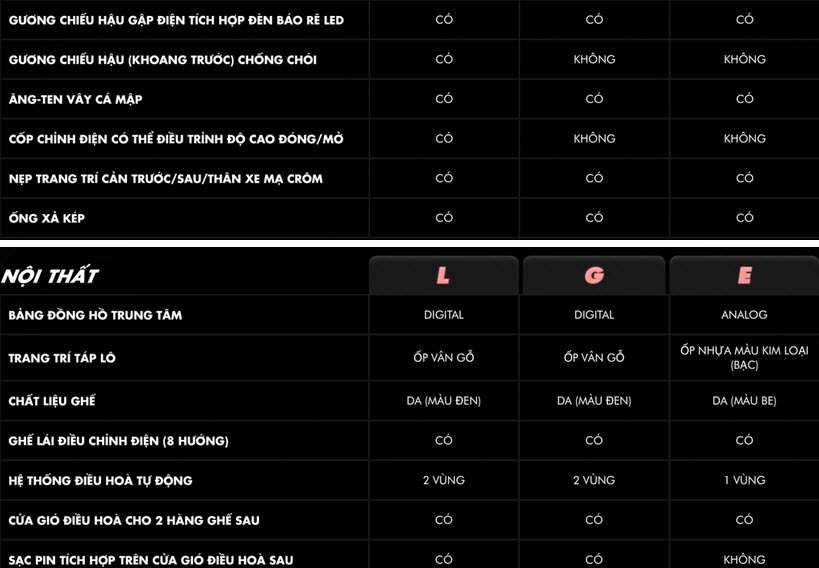 GƯƠNG CHIẾU HẬU GẬP ĐIỆN TÍCH HỢP ĐÈN BÁO RẼ LED CÓ CÓ CÓ
GƯƠNG CHIẾU HẬU (KHOANG TRƯỚC) CHỐNG CHÓI CÓ KHÔNG KHÔNG
ĂNG-TEN VÂY CÁ MẬP CÓ CÓ CÓ
CỐP CHỈNH ĐIỆN CÓ THỂ ĐIỀU TRỈNH ĐỘ CAO ĐÓNG/MỞ CÓ KHÔNG KHÔNG
NẸP TRANG TRÍ CẢN TRƯỚC/SAU/THÂN XE MẠ CRÔM CÓ CÓ CÓ
ỐNG XẢ KÉP CÓ CÓ CÓ
NỘI THẤT L G E
BẢNG ĐỒNG HỒ TRUNG TÂM DIGITAL DIGITAL ANALOG
TRANG TRÍ TÁP LÔ ỐP VÂN GỖ ỐP VÂN GỖ ỐP NHỰA MÀU KIM LOẠI
(BẠC)
CHẤT LIỆU GHẾ DA (MÀU ĐEN) DA (MÀU ĐEN) DA (MÀU BE)
GHẾ LÁI ĐIỀU CHỈNH ĐIỆN (8 HƯỚNG) CÓ CÓ CÓ
HỆ THỐNG ĐIỀU HOÀ TỰ ĐỘNG 2 VÙNG 2 VÙNG 1 VÙNG
CỬA GIÓ ĐIỀU HOÀ CHO 2 HÀNG GHẾ SAU CÓ CÓ CÓ
SẠC PIN TÍCH HỢP TRÊN CỬA GIÓ ĐIỀU HOÀ SAU CÓ CÓ KHÔNG